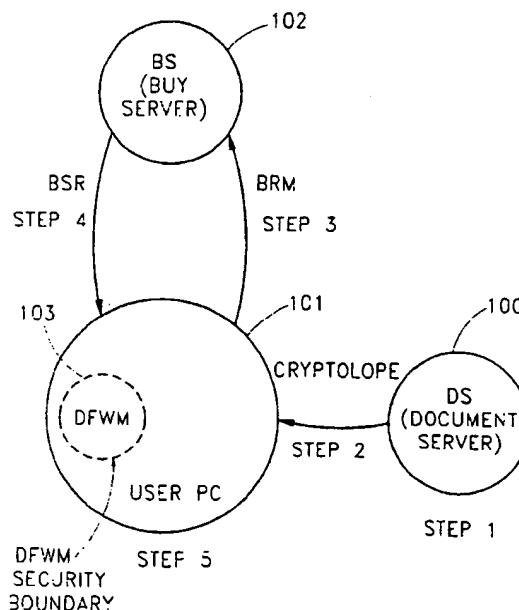 102
BS
(BUY
SERVER)
BSR
BRM
STEP 4
STEP 3
103
101
100
CRYPTOLOPE
DS
(DOCUMENT
SERVER)
DFWM
STEP 2
USER PC
STEP 1
DFWM
SECURITY
BOUNDARY
STEP 5